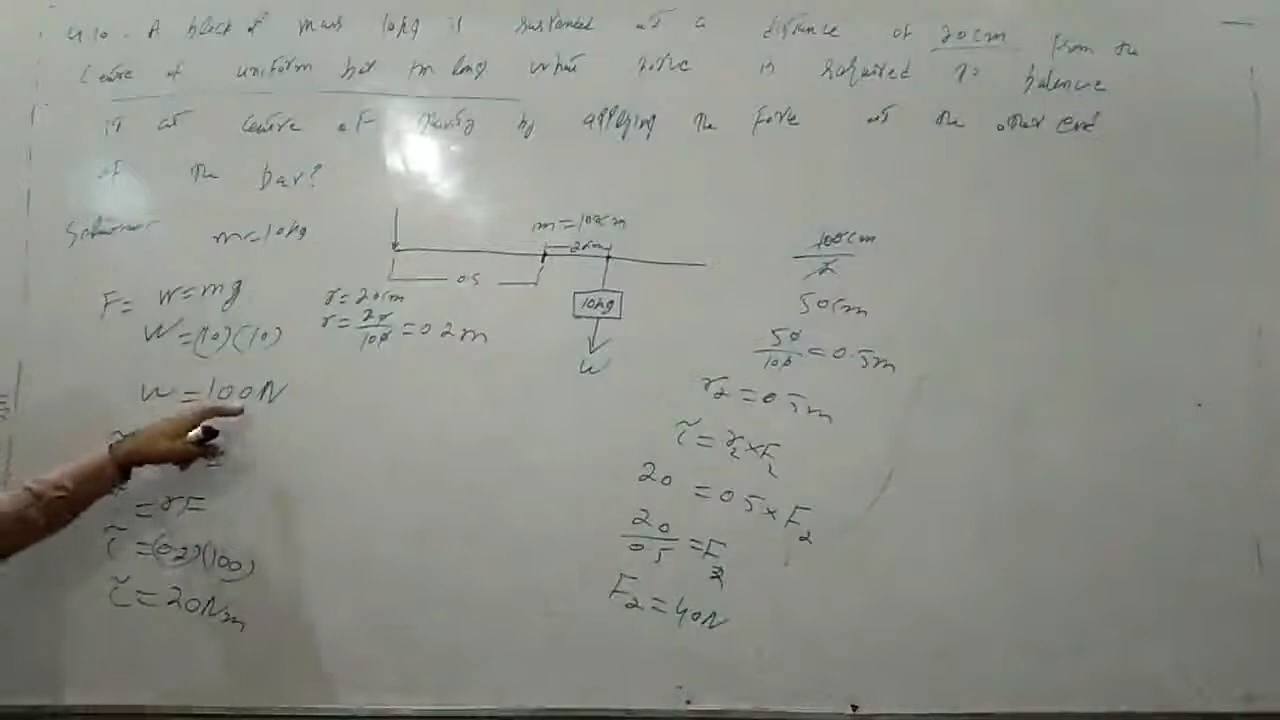 4.10. A block of mass 10kg is suspended at a distance of 20cm from the
Centre of uniform bar 1m long what force is required to balence
it at centre of gravity by applying the Force at the other end
of the bar?
Solution m=10kg
F= W=mg
W=(10)(10)
W=100N
=rF
τ=(0.2)(100)
τ=20Nm
r=20cm
r=20/100=0.2m
m=100cm
20cm
0.5
10kg
W
100cm/2
50cm
50/100=0.5m
r2=0.5m
τ=r2×F2
20=0.5×F2
20/0.5=F2
F2=40N